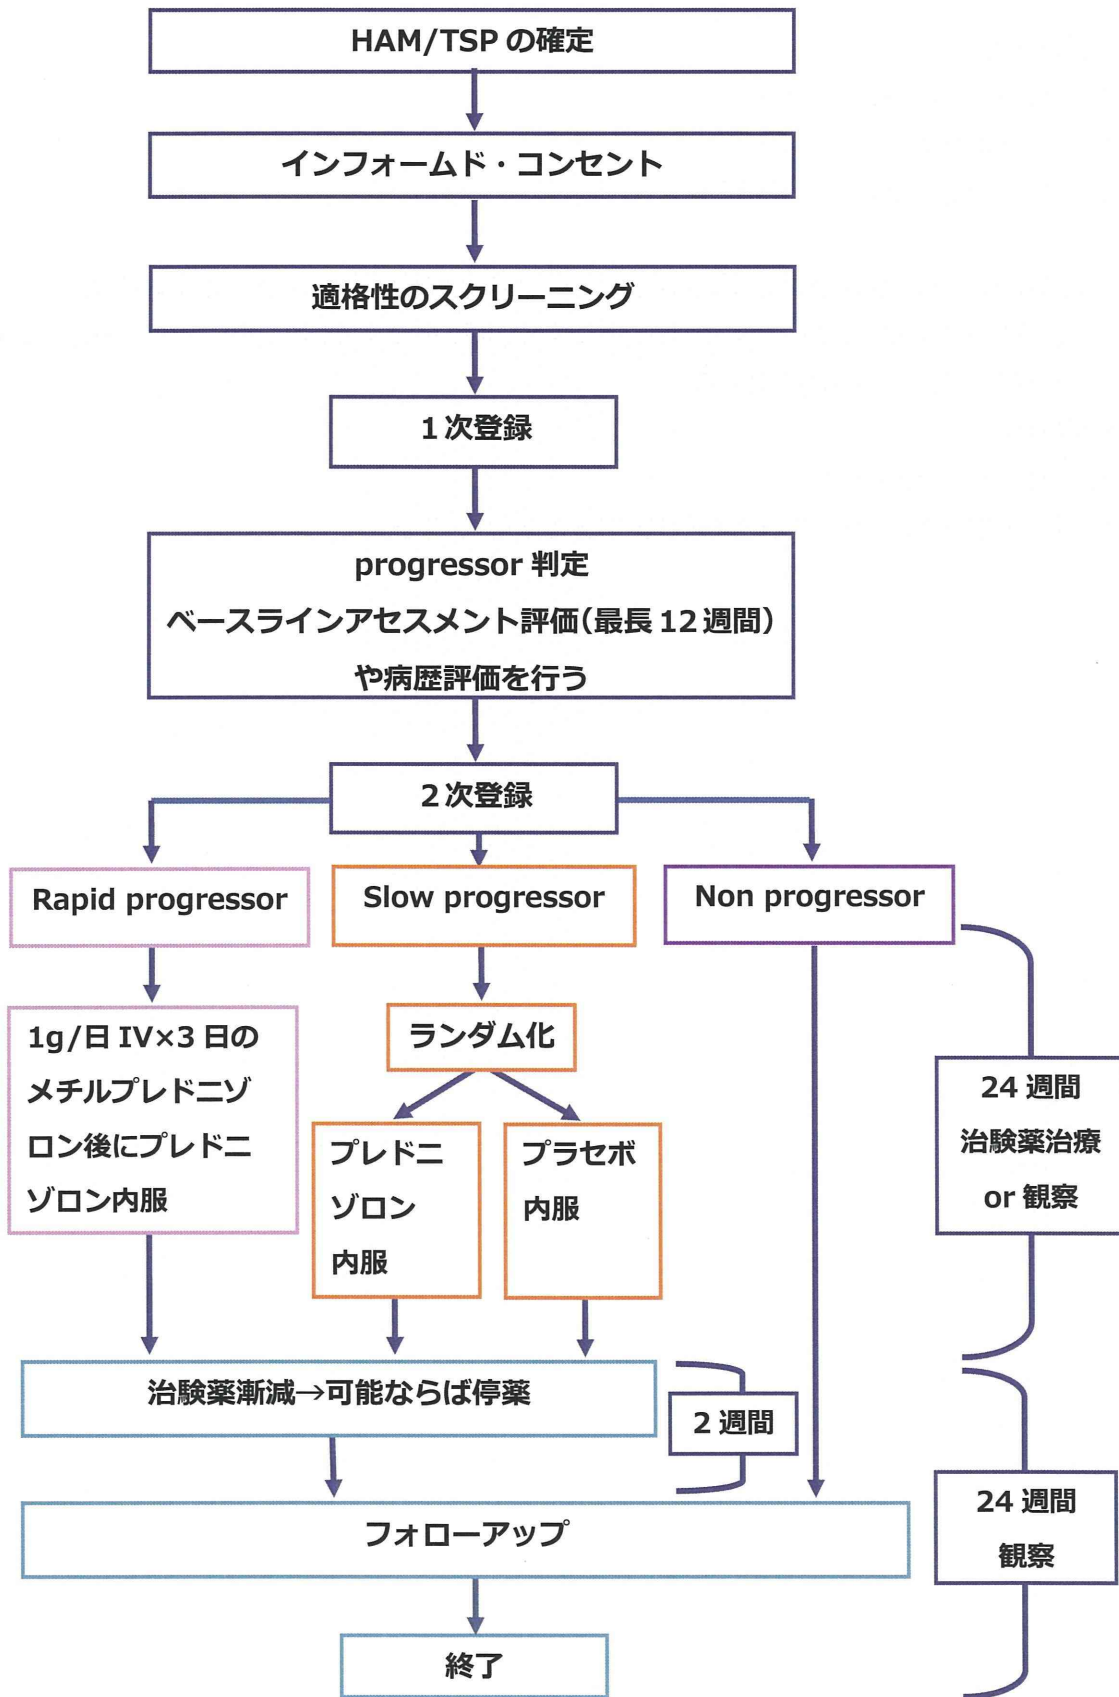 HAM/TSP の確定
インフォームド・コンセント
適格性のスクリーニング
1 次登録
progressor 判定
ベースラインアセスメント評価(最長 12 週間)
や病歴評価を行う
2 次登録
Rapid progressor
Slow progressor
Non progressor
1g/日 IV×3 日の
メチルプレドニゾ
ロン後にプレドニ
ゾロン内服
ランダム化
プレドニ
ゾロン
内服
プラセボ
内服
24 週間
治験薬治療
or 観察
治験薬漸減→可能ならば停薬
2 週間
フォローアップ
24 週間
観察
終了